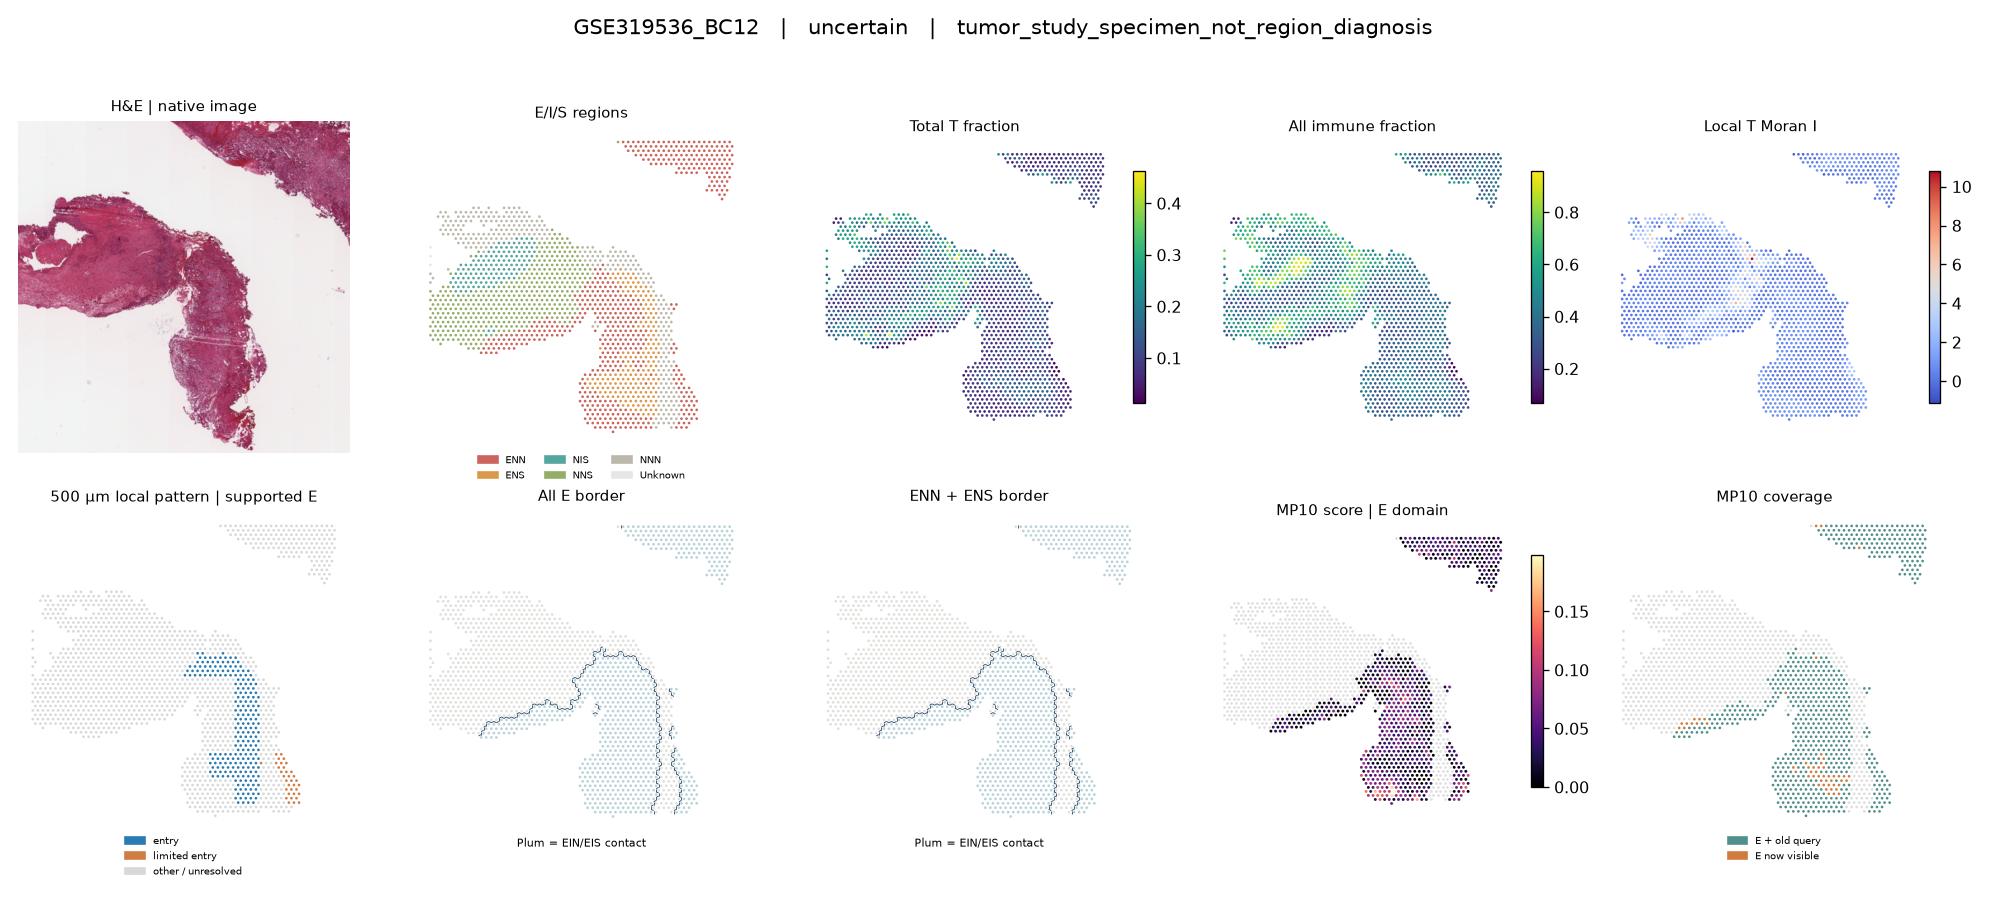 GSE319536_BC12 | uncertain | tumor_study_specimen_not_region_diagnosis
H&E | native image
E/I/S regions
ENN
NIS
NNN
ENS
NNS
Unknown
Total T fraction
0.4
0.3
0.2
0.1
All immune fraction
0.8
0.6
0.4
0.2
Local T Moran I
10
8
6
4
2
0
500 µm local pattern | supported E
entry
limited entry
other / unresolved
All E border
Plum = EIN/EIS contact
ENN + ENS border
Plum = EIN/EIS contact
MP10 score | E domain
0.15
0.10
0.05
0.00
MP10 coverage
E + old query
E now visible